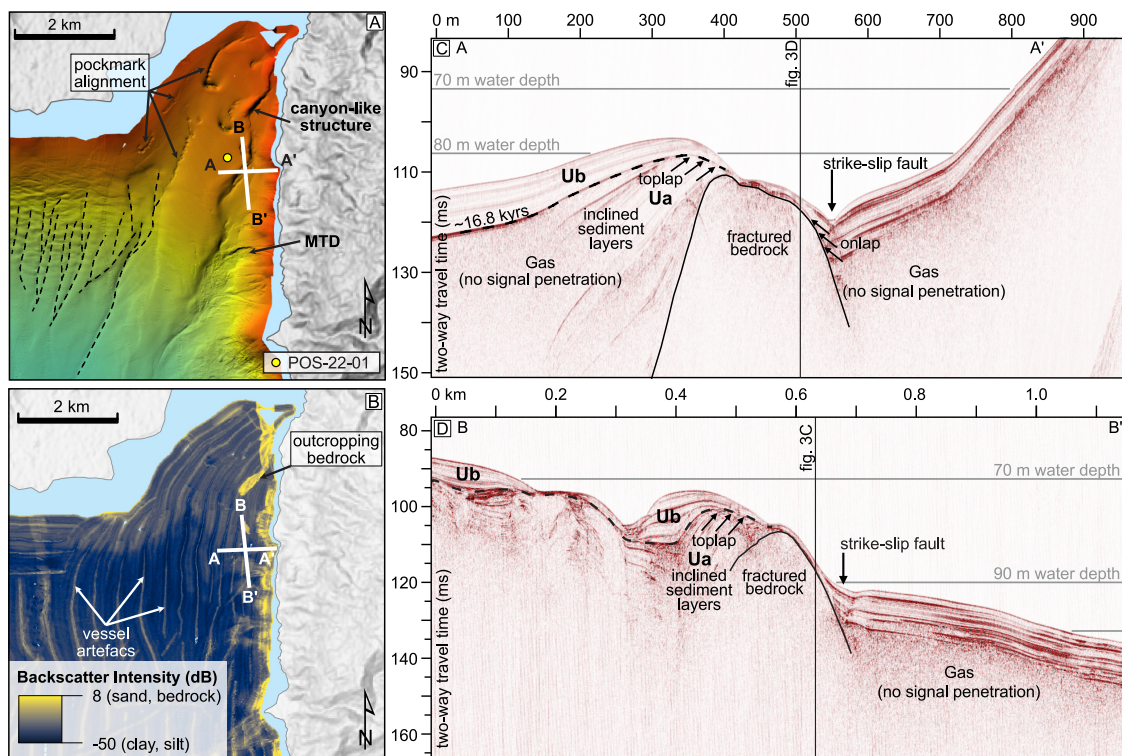 2 km
A
pockmark
alignment
canyon-like
structure
B
A
A'
B'
MTD
N
POS-22-01
2 km
B
outcropping
bedrock
B
A
A'
B'
vessel
artefacs
Backscatter Intensity (dB)
8 (sand, bedrock)
-50 (clay, silt)
N
0 m
100
200
300
400
500
600
700
800
900
C
A
fig. 3D
A'
90
110
130
150
two-way travel time (ms)
70 m water depth
80 m water depth
strike-slip fault
Ub
toplap
Ua
~16.8 kyrs
inclined
sediment
layers
fractured
bedrock
onlap
Gas
(no signal penetration)
Gas
(no signal penetration)
0 km
0.2
0.4
0.6
0.8
1.0
D
B
fig. 3C
B'
80
100
120
140
160
two-way travel time (ms)
70 m water depth
Ub
Ub
toplap
Ua
inclined
sediment
layers
fractured
bedrock
strike-slip fault
90 m water depth
Gas
(no signal penetration)